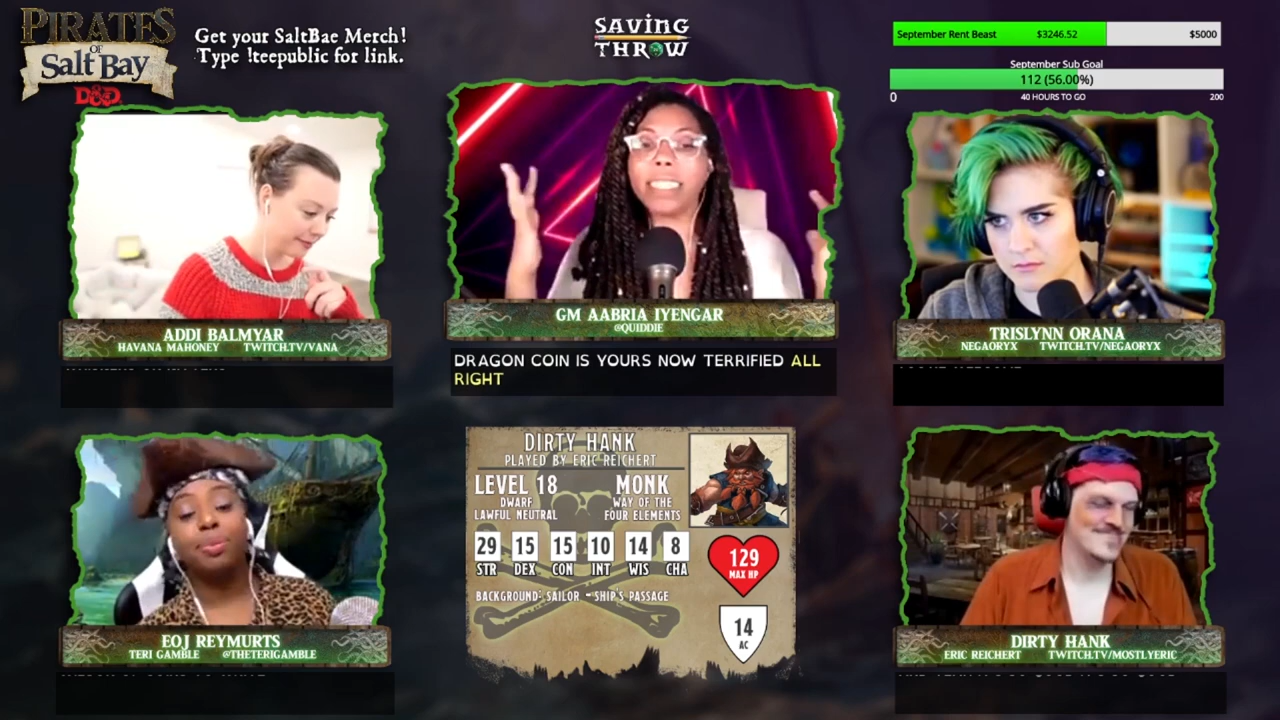 PIRATES
OF
Salt Bay
D&D
Get your SaltBae Merch!
Type !teepublic for link.
SAVING
THROW
September Rent Beast $3246.52 $5000
September Sub Goal
112 (56.00%)
0 40 HOURS TO GO 200
ADDI BALMYAR
HAVANA MAHONEY TWITCH.TV/VANA
GM AABRIA IYENGAR
@QUIDDIE
DRAGON COIN IS YOURS NOW TERRIFIED ALL
RIGHT
TRISLYNN ORANA
NEGAORYX TWITCH.TV/NEGAORYX
EOJ REYMURTS
TERI GAMBLE @THETERIGAMBLE
DIRTY HANK
PLAYED BY ERIC REICHERT
LEVEL 18 MONK
DWARF WAY OF THE
LAWFUL NEUTRAL FOUR ELEMENTS
29 15 15 10 14 8
STR DEX CON INT WIS CHA
BACKGROUND: SAILOR - SHIP'S PASSAGE
129
MAX HP
14
AC
DIRTY HANK
ERIC REICHERT TWITCH.TV/MOSTLYERIC